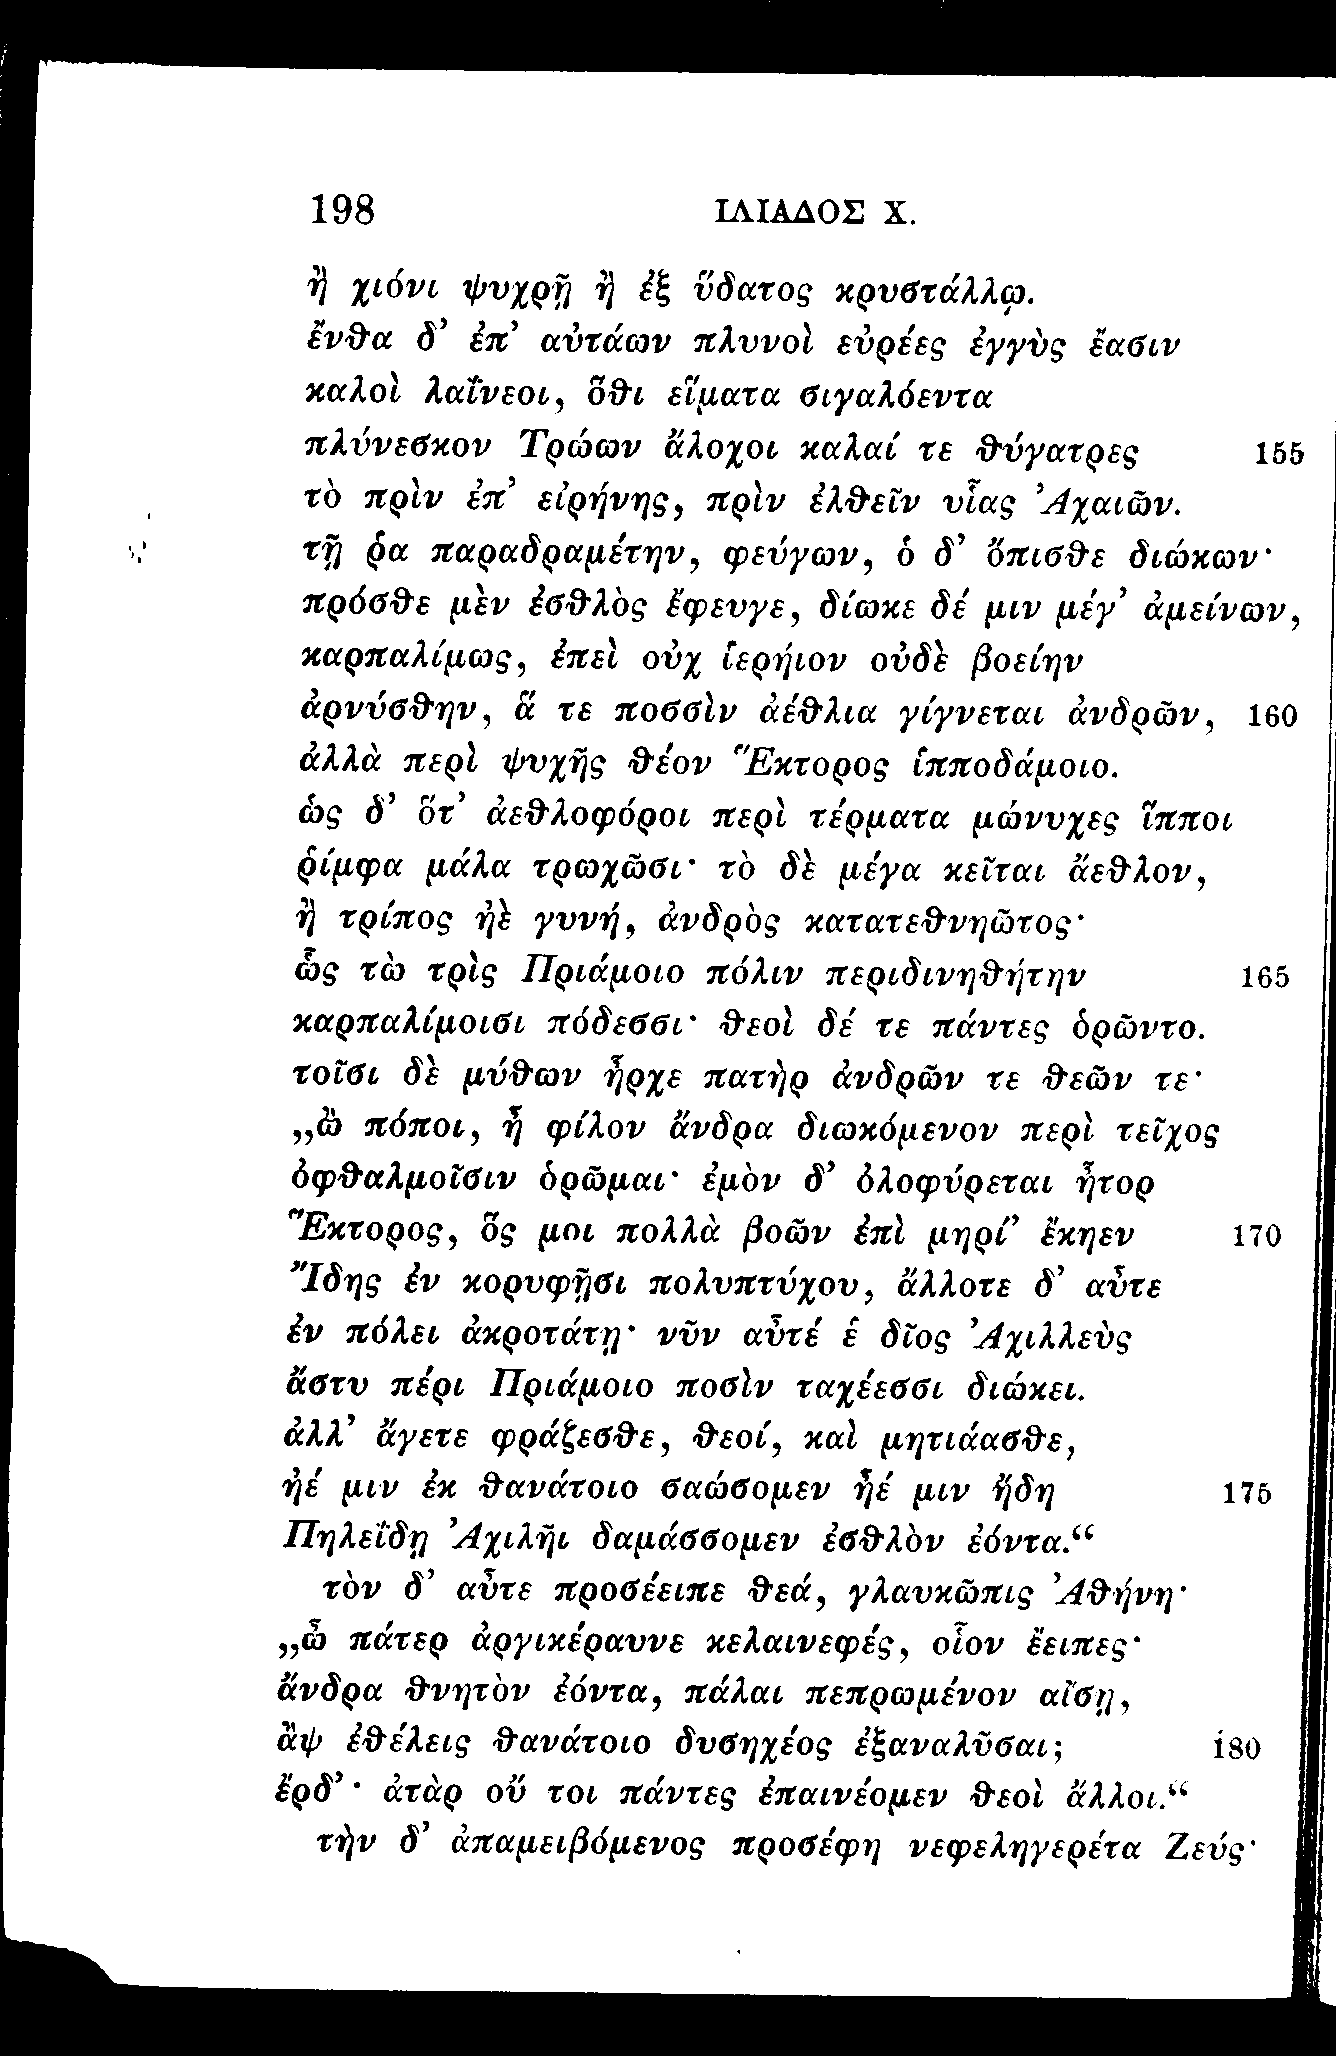 198 ΙΛΙΑΔΟΣ Χ.
ἢ χιόνι ψυχρῇ ἢ ἐξ ὕδατος κρυστάλλῳ.
ἔνθα δ’ ἐπ’ αὐτάων πλυνοὶ εὐρέες ἐγγὺς ἔασιν
καλοὶ λαΐνεοι, ὅθι εἵματα σιγαλόεντα
πλύνεσκον Τρώων ἄλοχοι καλαί τε θύγατρες 155
τὸ πρὶν ἐπ’ εἰρήνης, πρὶν ἐλθεῖν υἷας Ἀχαιῶν.
τῇ ῥα παραδραμέτην, φεύγων, ὁ δ’ ὄπισθε διώκων·
πρόσθε μὲν ἐσθλὸς ἔφευγε, δίωκε δέ μιν μέγ’ ἀμείνων,
καρπαλίμως, ἐπεὶ οὐχ ἱερήιον οὐδὲ βοείην
ἀρνύσθην, ἅ τε ποσσὶν ἀέθλια γίγνεται ἀνδρῶν, 160
ἀλλὰ περὶ ψυχῆς θέον Ἕκτορος ἱπποδάμοιο.
ὡς δ’ ὅτ’ ἀεθλοφόροι περὶ τέρματα μώνυχες ἵπποι
ῥίμφα μάλα τρωχῶσι· τὸ δὲ μέγα κεῖται ἄεθλον,
ἢ τρίπος ἠὲ γυνή, ἀνδρὸς κατατεθνηῶτος·
ὣς τὼ τρὶς Πριάμοιο πόλιν περιδινηθήτην 165
καρπαλίμοισι πόδεσσι· θεοὶ δέ τε πάντες ὁρῶντο.
τοῖσι δὲ μύθων ἦρχε πατὴρ ἀνδρῶν τε θεῶν τε·
„ὢ πόποι, ἦ φίλον ἄνδρα διωκόμενον περὶ τεῖχος
ὀφθαλμοῖσιν ὁρῶμαι· ἐμὸν δ’ ὀλοφύρεται ἦτορ
Ἕκτορος, ὅς μοι πολλὰ βοῶν ἐπὶ μηρί’ ἔκηεν 170
Ἴδης ἐν κορυφῇσι πολυπτύχου, ἄλλοτε δ’ αὖτε
ἐν πόλει ἀκροτάτῃ· νῦν αὖτέ ἑ δῖος Ἀχιλλεὺς
ἄστυ πέρι Πριάμοιο ποσὶν ταχέεσσι διώκει.
ἀλλ’ ἄγετε φράζεσθε, θεοί, καὶ μητιάασθε,
ἠέ μιν ἐκ θανάτοιο σαώσομεν ἦέ μιν ἤδη 175
Πηλεΐδῃ Ἀχιλῆι δαμάσσομεν ἐσθλὸν ἐόντα.“
τὸν δ’ αὖτε προσέειπε θεά, γλαυκῶπις Ἀθήνη·
„ὦ πάτερ ἀργικέραυνε κελαινεφές, οἷον ἔειπες·
ἄνδρα θνητὸν ἐόντα, πάλαι πεπρωμένον αἴσῃ,
ἂψ ἐθέλεις θανάτοιο δυσηχέος ἐξαναλῦσαι; 180
ἔρδ’· ἀτὰρ οὔ τοι πάντες ἐπαινέομεν θεοὶ ἄλλοι.“
τὴν δ’ ἀπαμειβόμενος προσέφη νεφεληγερέτα Ζεύς·